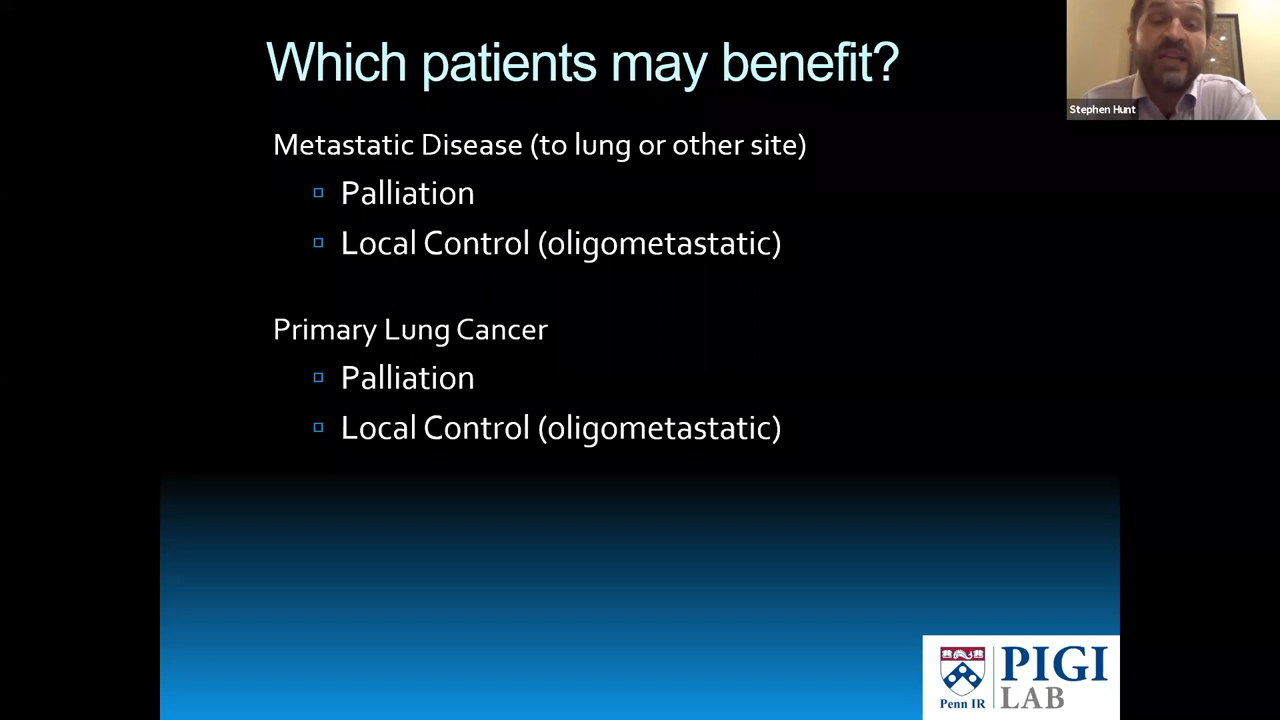 Which patients may benefit?
Stephen Hunt
Metastatic Disease (to lung or other site)
Palliation
Local Control (oligometastatic)
Primary Lung Cancer
Palliation
Local Control (oligometastatic)
Penn IR
PIGI
LAB